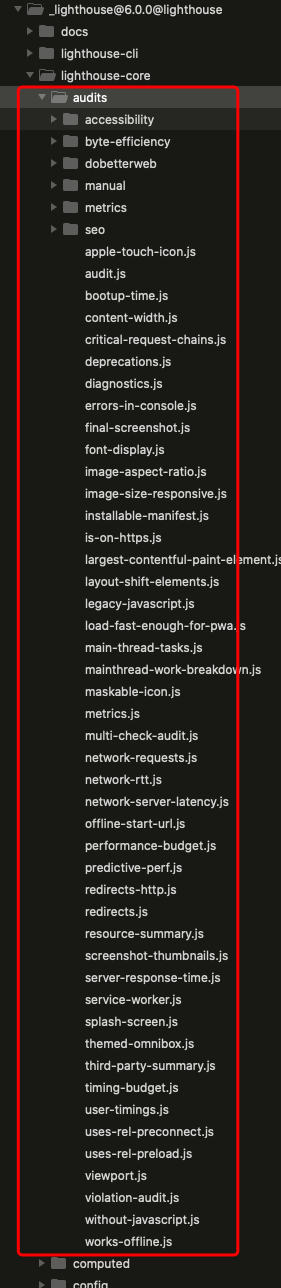 _lighthouse@6.0.0@lighthouse
docs
lighthouse-cli
lighthouse-core
audits
accessibility
byte-efficiency
dobetterweb
manual
metrics
seo
apple-touch-icon.js
audit.js
bootup-time.js
content-width.js
critical-request-chains.js
deprecations.js
diagnostics.js
errors-in-console.js
final-screenshot.js
font-display.js
image-aspect-ratio.js
image-size-responsive.js
installable-manifest.js
is-on-https.js
largest-contentful-paint-element.js
layout-shift-elements.js
legacy-javascript.js
load-fast-enough-for-pwa.js
main-thread-tasks.js
mainthread-work-breakdown.js
maskable-icon.js
metrics.js
multi-check-audit.js
network-requests.js
network-rtt.js
network-server-latency.js
offline-start-url.js
performance-budget.js
predictive-perf.js
redirects-http.js
redirects.js
resource-summary.js
screenshot-thumbnails.js
server-response-time.js
service-worker.js
splash-screen.js
themed-omnibox.js
third-party-summary.js
timing-budget.js
user-timings.js
uses-rel-preconnect.js
uses-rel-preload.js
viewport.js
violation-audit.js
without-javascript.js
works-offline.js
computed
config